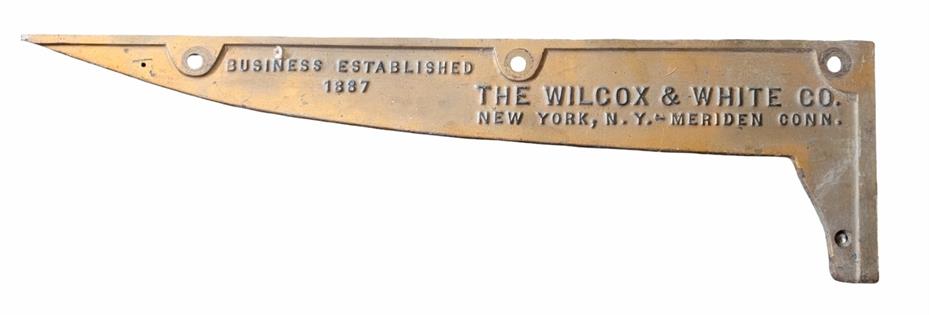 BUSINESS ESTABLISHED
1887
THE WILCOX & WHITE CO.
NEW YORK, N.Y. - MERIDEN CONN.